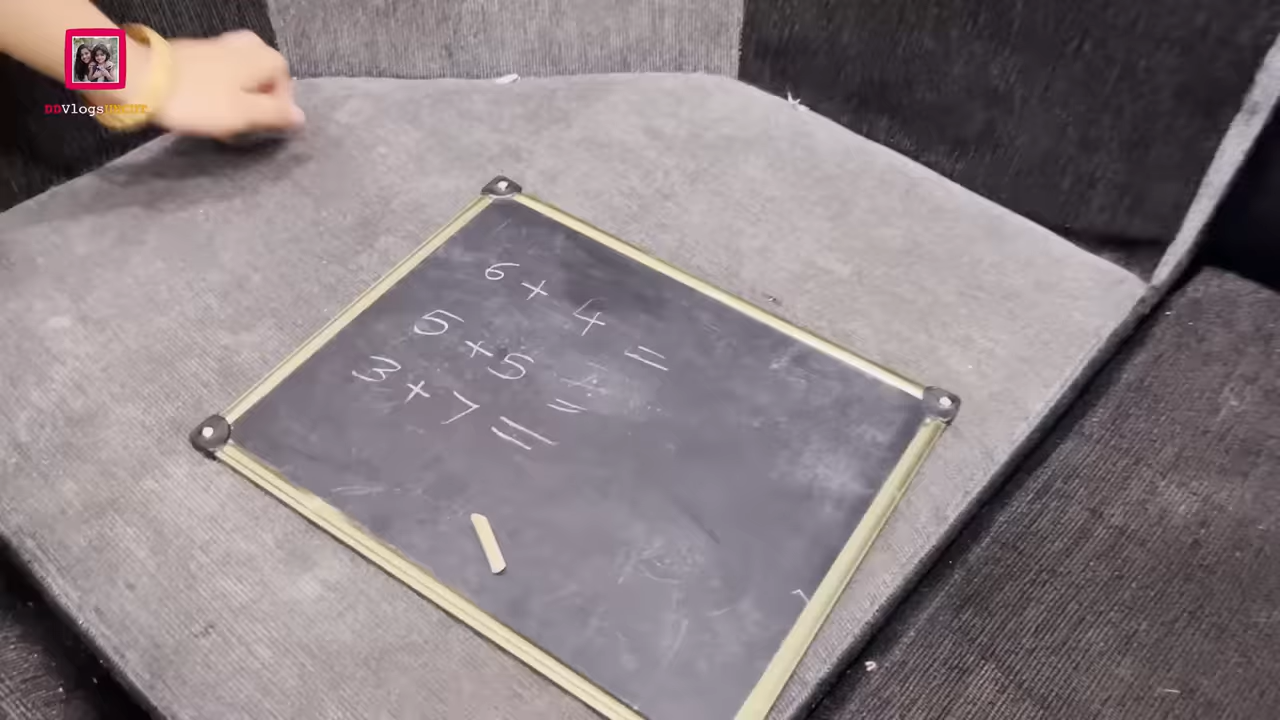 DDVlogs
6 + 4 =
5 + 5 =
3 + 7 =